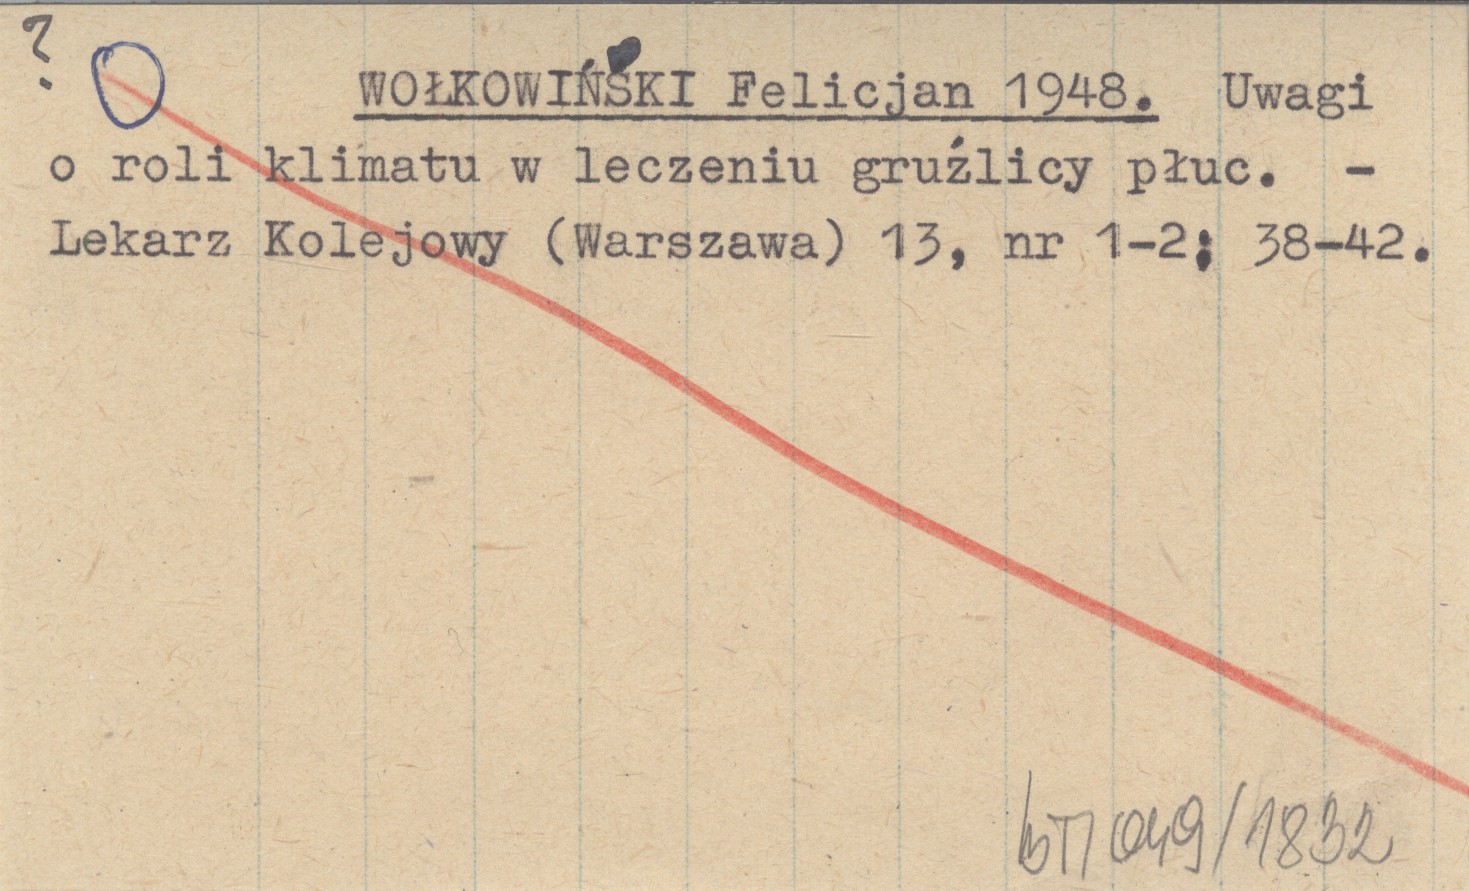 ?
WOŁKOWIŃSKI Felicjan 1948. Uwagi
o roli klimatu w leczeniu gruźlicy płuc. -
Lekarz Kolejowy (Warszawa) 13, nr 1-2; 38-42.
049/1832